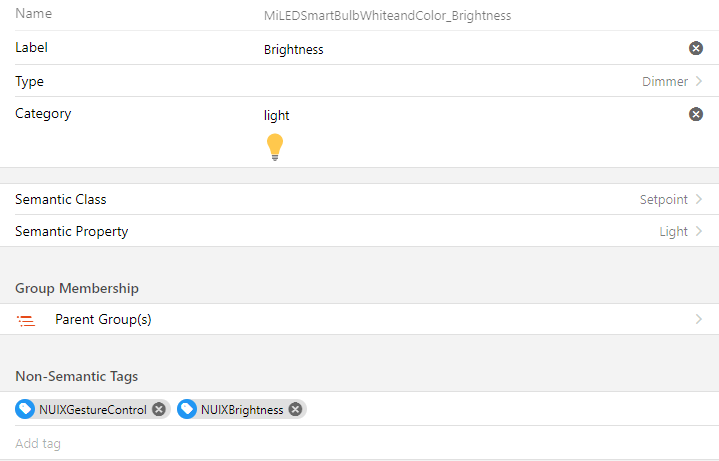 Name MiLEDSmartBulbWhiteandColor_Brightness
Label Brightness
Type Dimmer
Category light
Semantic Class Setpoint
Semantic Property Light
Group Membership
Parent Group(s)
Non-Semantic Tags
NUIXGestureControl NUIXBrightness
Add tag